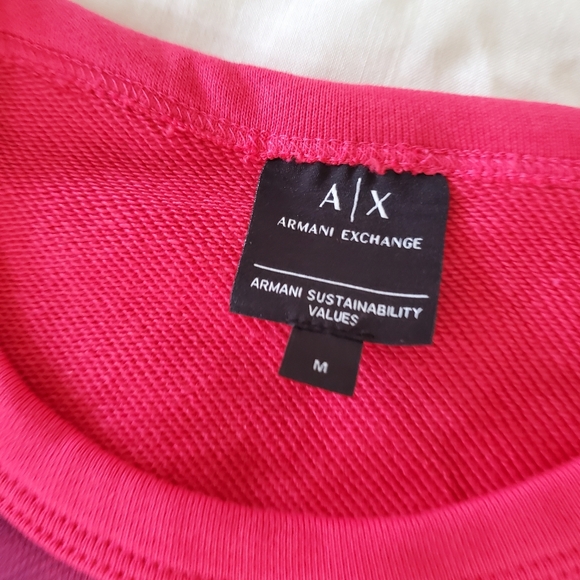 A|X
ARMANI EXCHANGE
ARMANI SUSTAINABILITY
VALUES
M